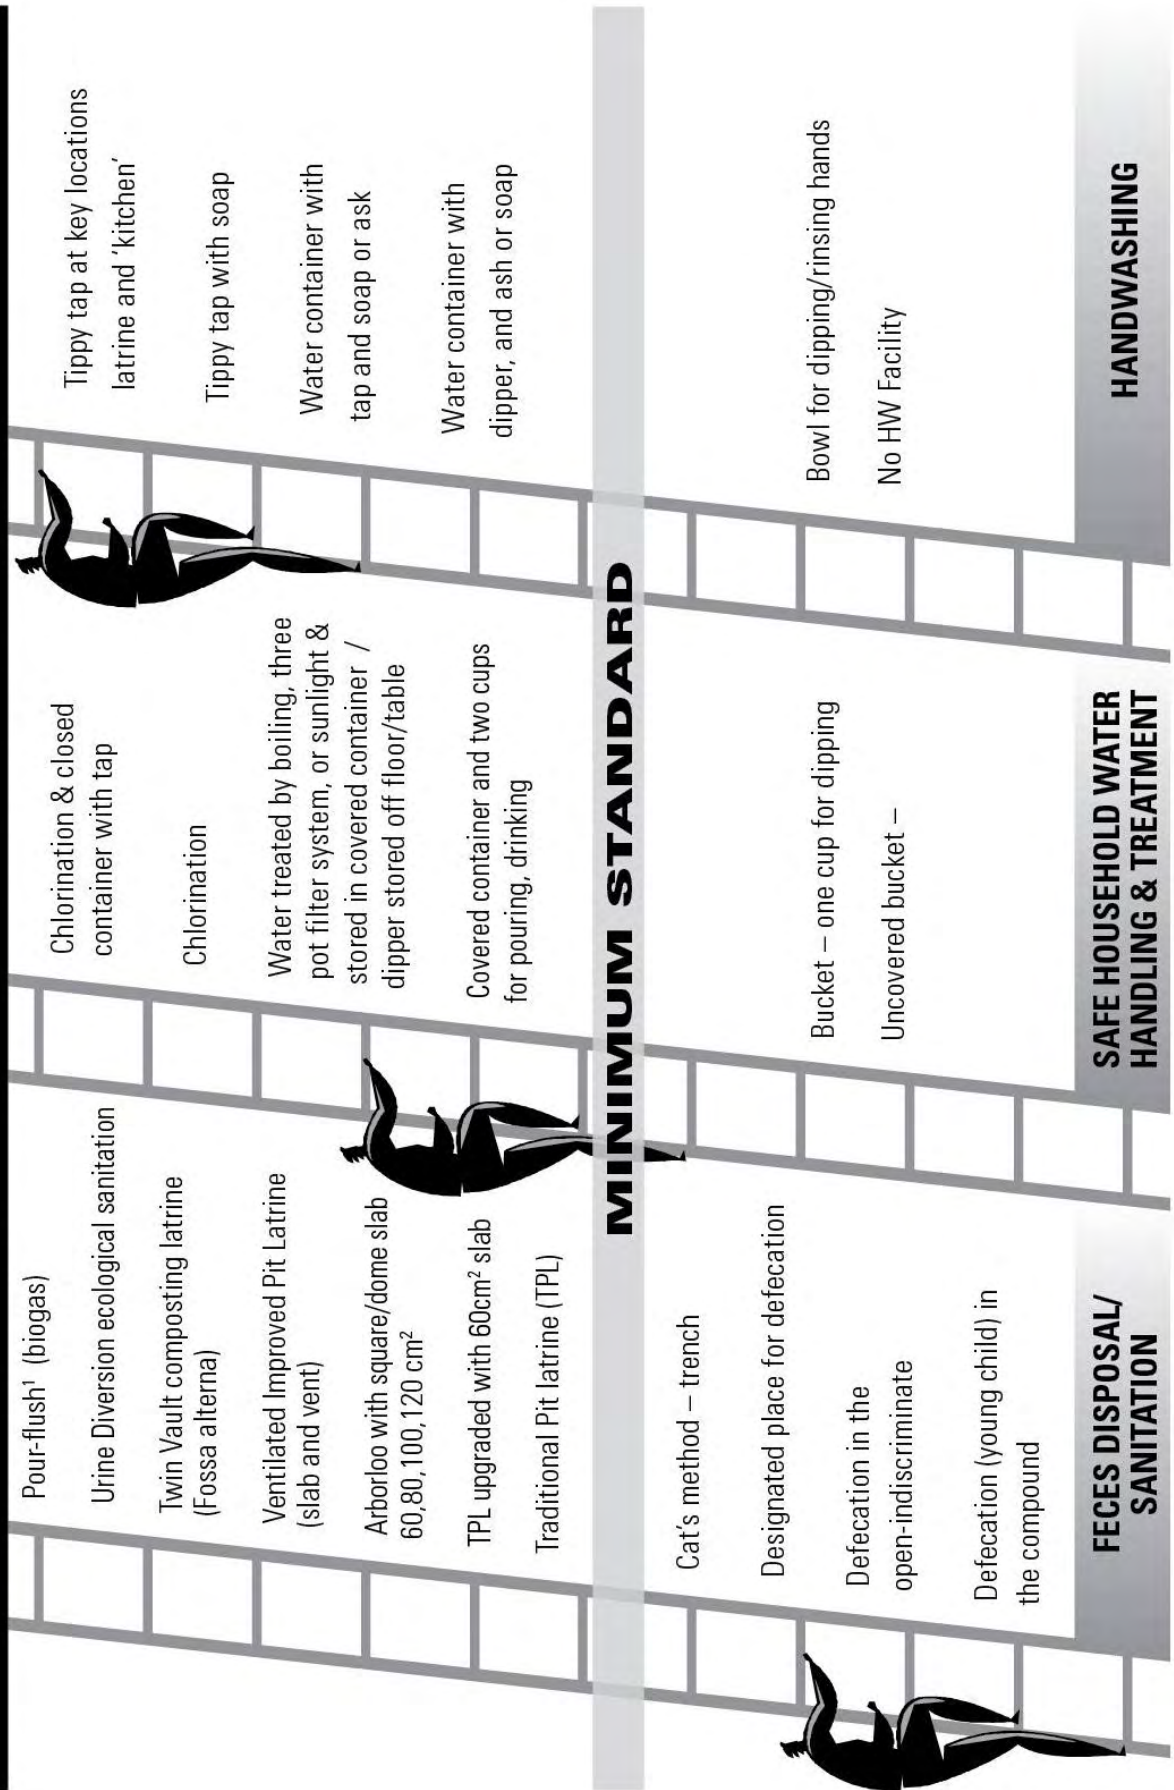 Pour-flush¹ (biogas)
Urine Diversion ecological sanitation
Twin Vault composting latrine
(Fossa alterna)
Ventilated Improved Pit Latrine
(slab and vent)
Arborloo with square/dome slab
60,80,100,120 cm²
TPL upgraded with 60cm² slab
Traditional Pit latrine (TPL)
Cat's method – trench
Designated place for defecation
Defecation in the
open-indiscriminate
Defecation (young child) in
the compound
FECES DISPOSAL/
SANITATION
Chlorination & closed
container with tap
Chlorination
Water treated by boiling, three
pot filter system, or sunlight &
stored in covered container /
dipper stored off floor/table
Covered container and two cups
for pouring, drinking
MINIMUM STANDARD
Bucket – one cup for dipping
Uncovered bucket –
SAFE HOUSEHOLD WATER
HANDLING & TREATMENT
Tippy tap at key locations
latrine and 'kitchen'
Tippy tap with soap
Water container with
tap and soap or ask
Water container with
dipper, and ash or soap
Bowl for dipping/rinsing hands
No HW Facility
HANDWASHING